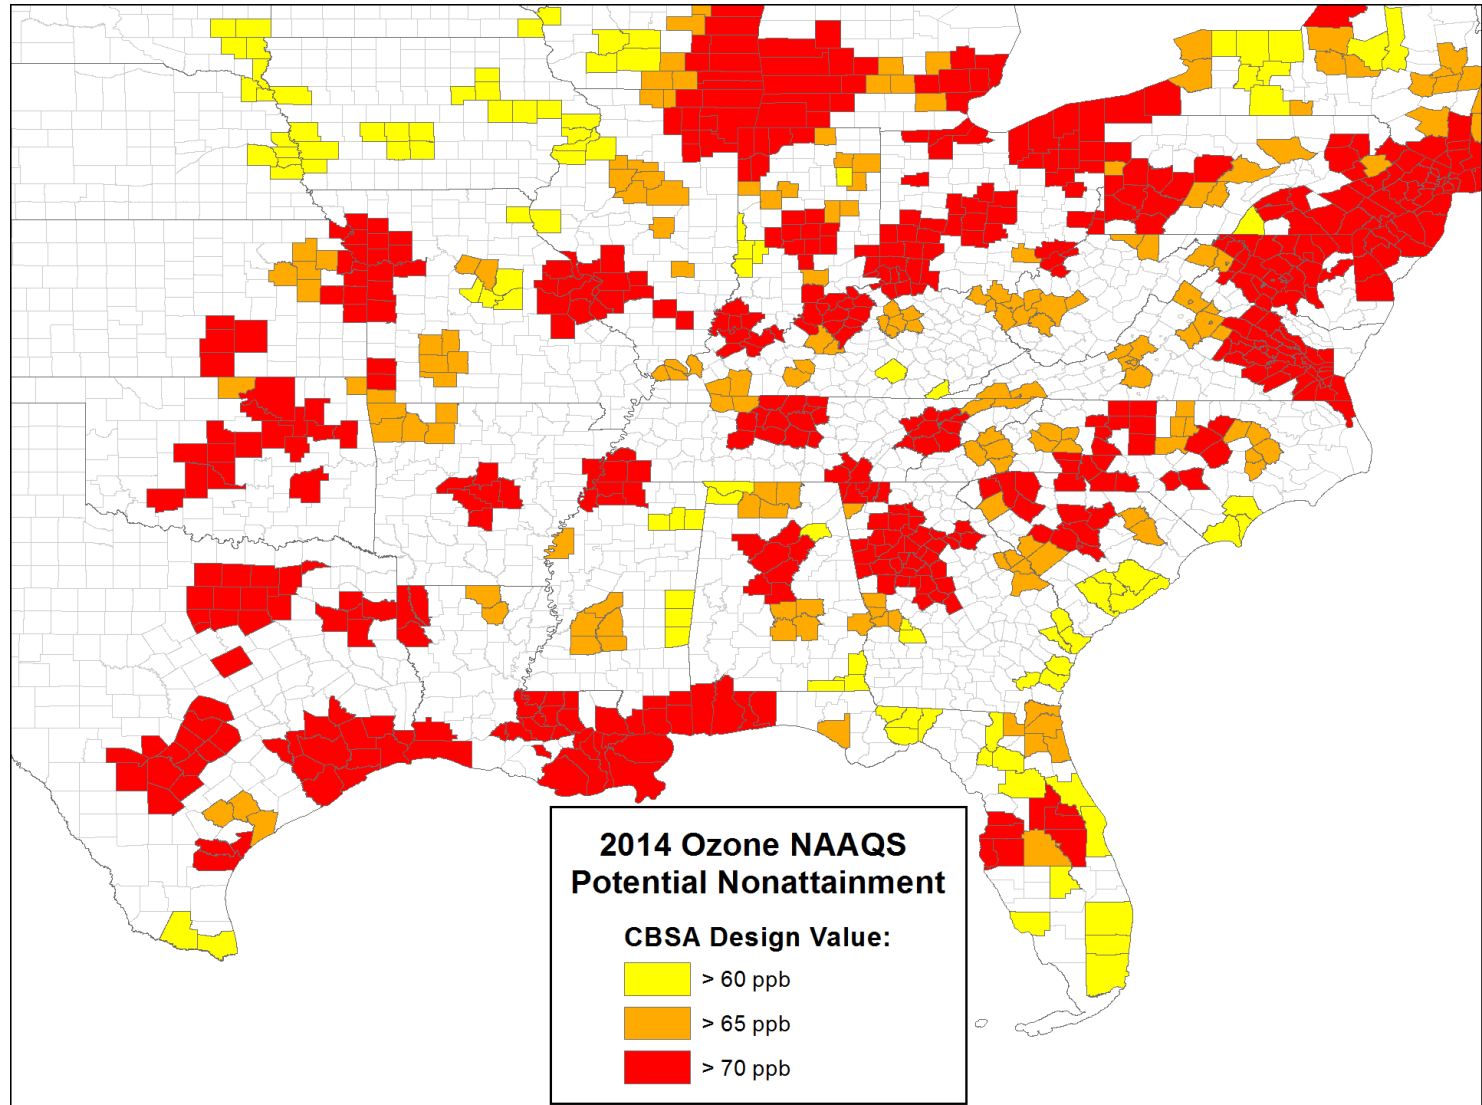 2014 Ozone NAAQS
Potential Nonattainment
CBSA Design Value:
> 60 ppb
> 65 ppb
> 70 ppb